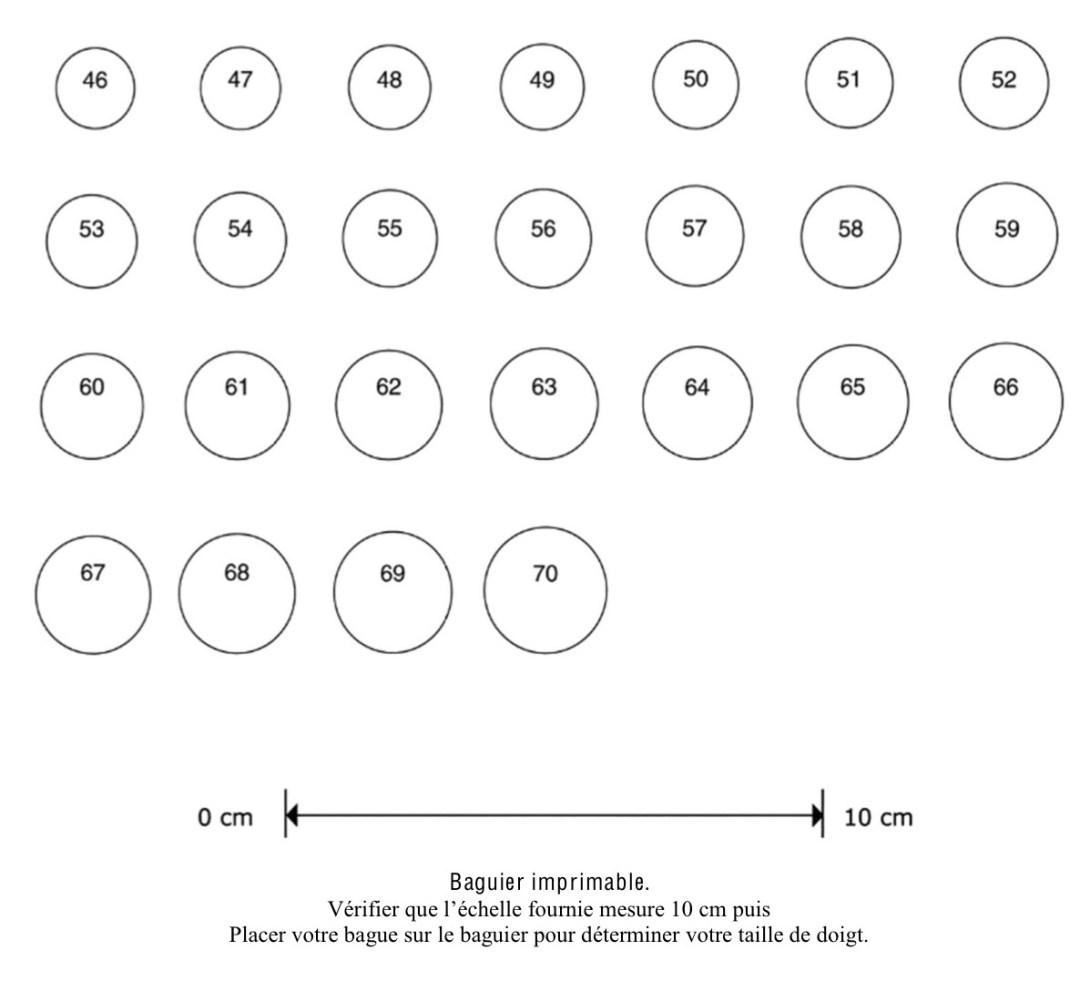 46 47 48 49 50 51 52
53 54 55 56 57 58 59
60 61 62 63 64 65 66
67 68 69 70
0 cm 10 cm
Baguier imprimable.
Vérifier que l’échelle fournie mesure 10 cm puis
Placer votre bague sur le baguier pour déterminer votre taille de doigt.